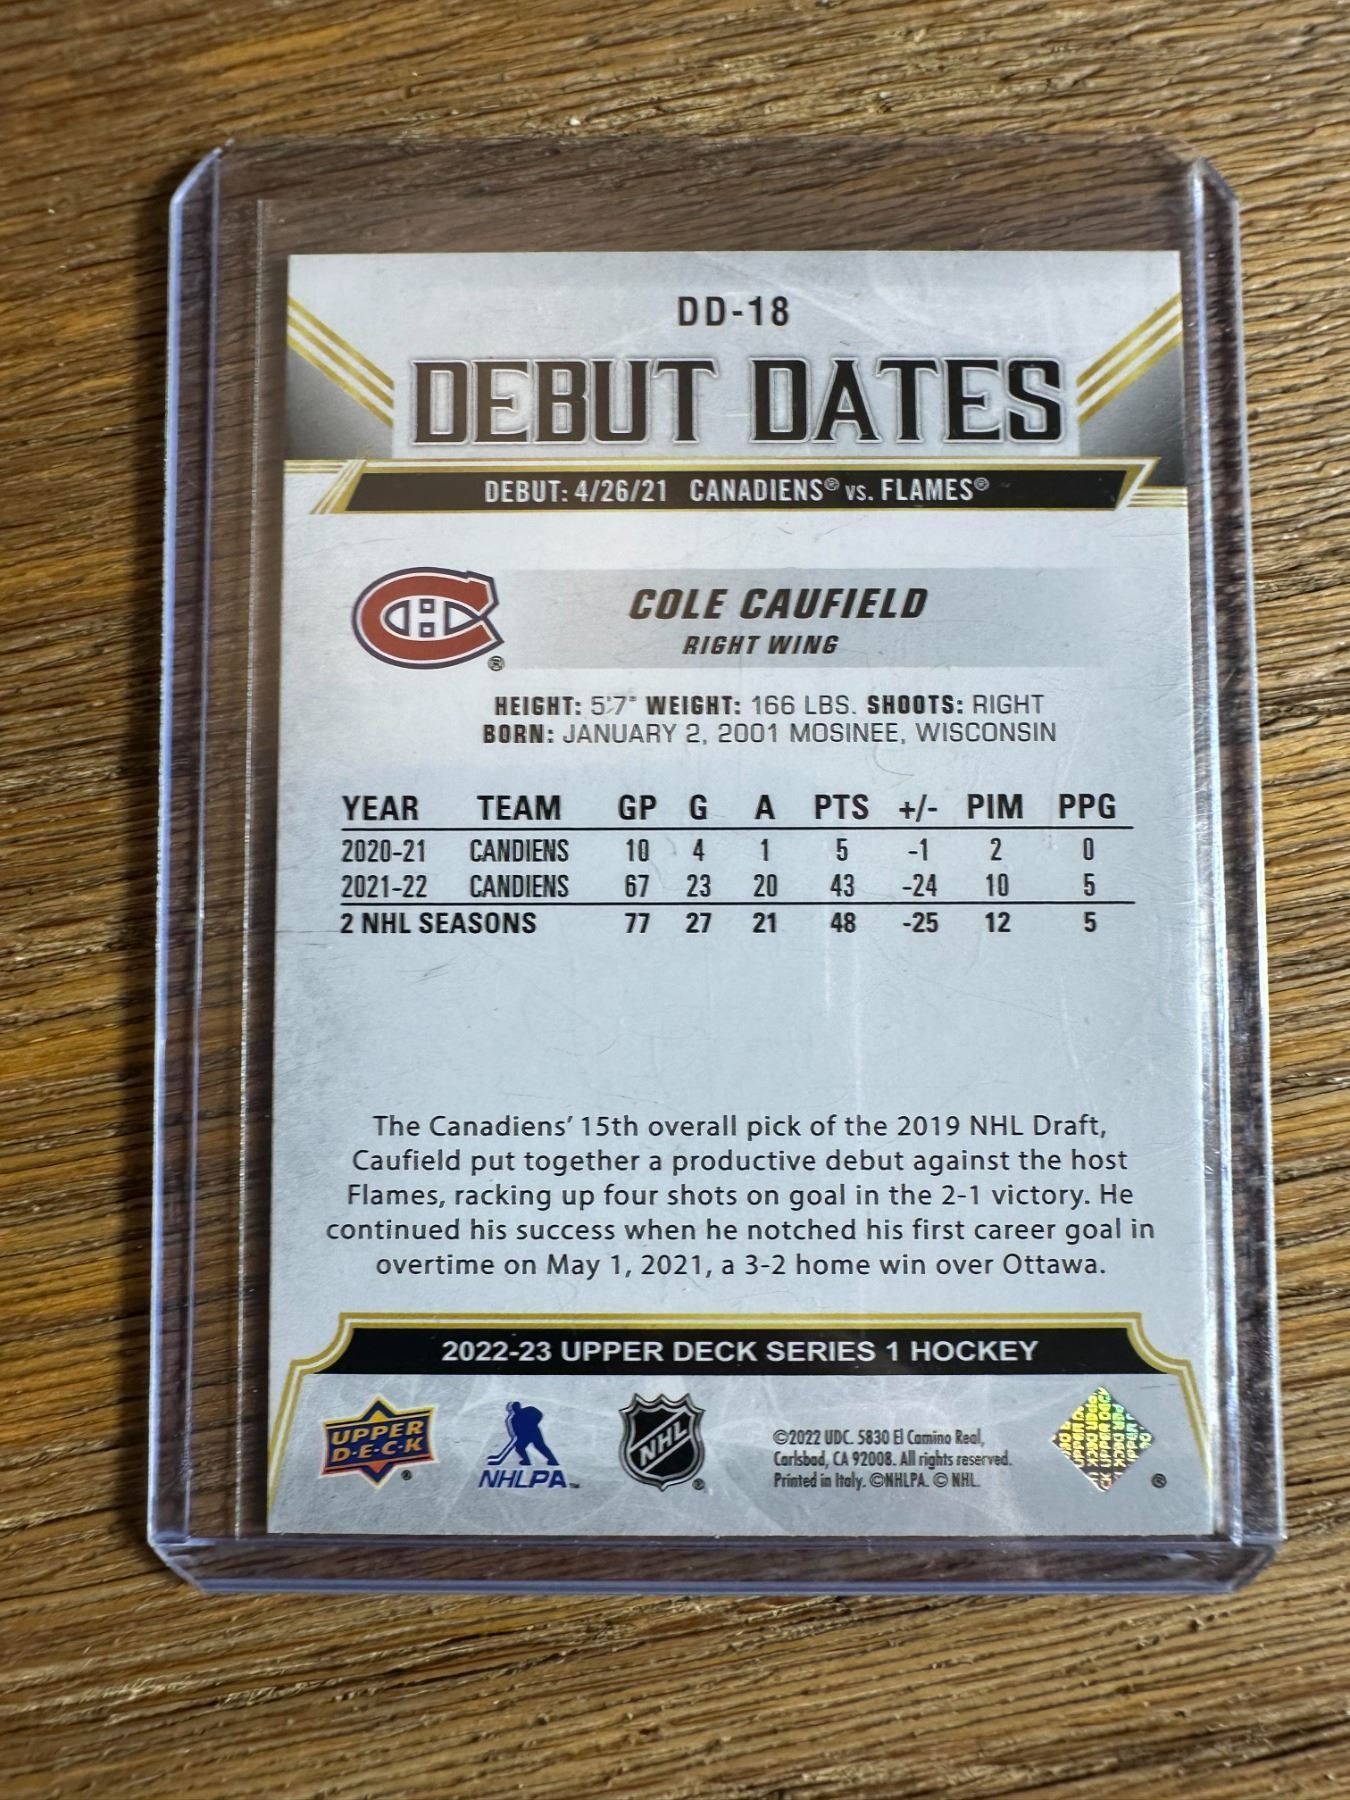 DD-18
DEBUT DATES
DEBUT: 4/26/21 CANADIENS® vs. FLAMES®
®
COLE CAUFIELD
RIGHT WING
HEIGHT: 5'7" WEIGHT: 166 LBS. SHOOTS: RIGHT
BORN: JANUARY 2, 2001 MOSINEE, WISCONSIN
YEAR TEAM GP G A PTS +/- PIM PPG
2020-21 CANDIENS 10 4 1 5 -1 2 0
2021-22 CANDIENS 67 23 20 43 -24 10 5
2 NHL SEASONS 77 27 21 48 -25 12 5
The Canadiens' 15th overall pick of the 2019 NHL Draft,
Caufield put together a productive debut against the host
Flames, racking up four shots on goal in the 2-1 victory. He
continued his success when he notched his first career goal in
overtime on May 1, 2021, a 3-2 home win over Ottawa.
2022-23 UPPER DECK SERIES 1 HOCKEY
UPPER
D·E·C·K ®
NHLPA™
NHL ®
©2022 UDC. 5830 El Camino Real,
Carlsbad, CA 92008. All rights reserved.
Printed in Italy. ©NHLPA. © NHL.
®